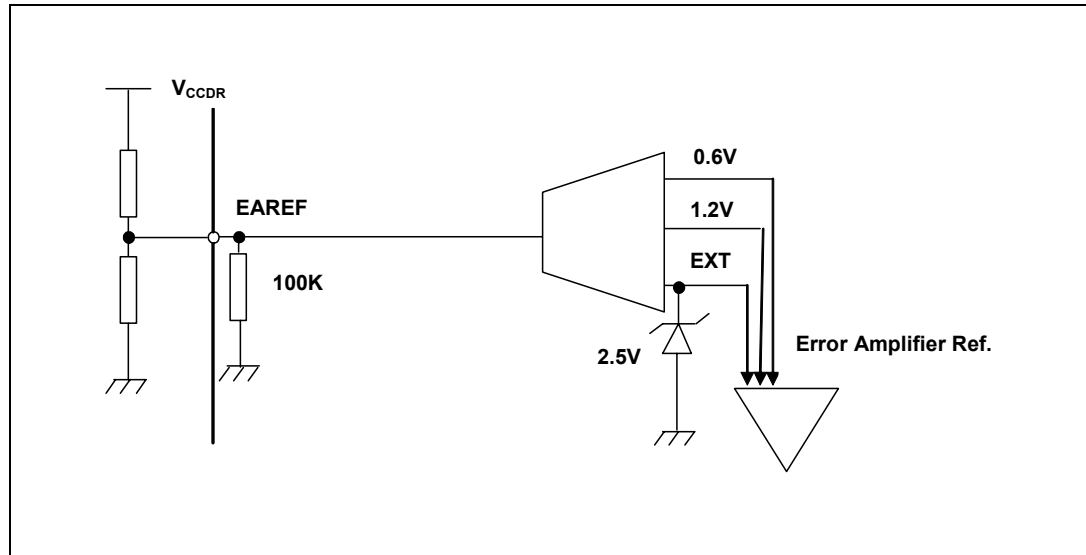 VCCDR
0.6V
EAREF
1.2V
100K
EXT
2.5V
Error Amplifier Ref.